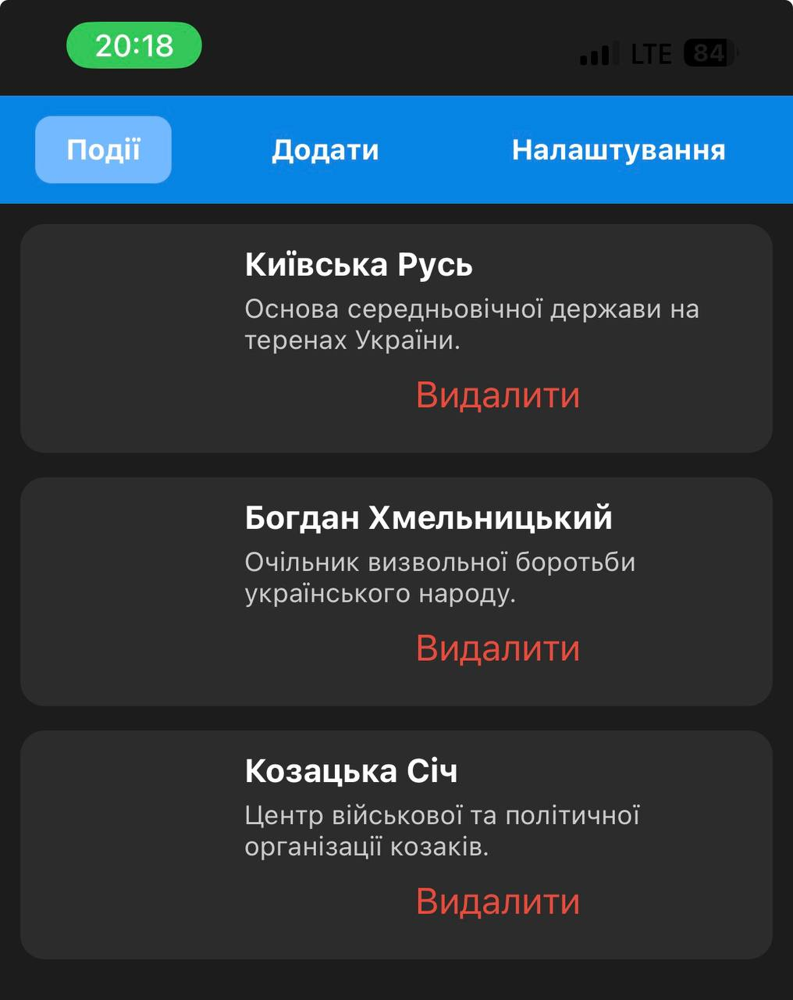 20:18
LTE 84
Події Додати Налаштування
Київська Русь
Основа середньовічної держави на
теренах України.
Видалити
Богдан Хмельницький
Очільник визвольної боротьби
українського народу.
Видалити
Козацька Січ
Центр військової та політичної
організації козаків.
Видалити